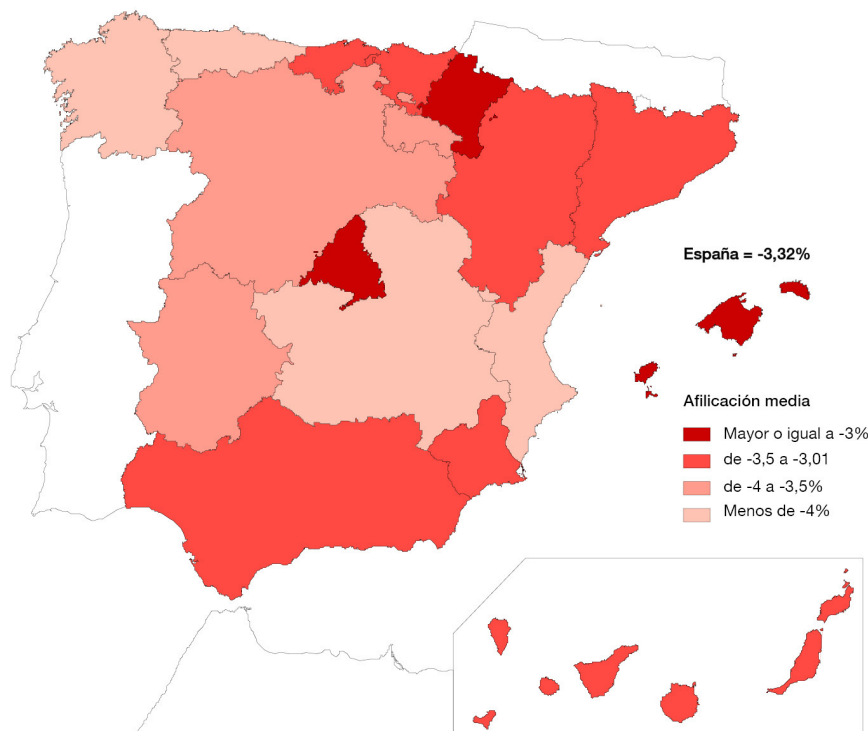 España = -3,32%
Afilicación media
Mayor o igual a -3%
de -3,5 a -3,01
de -4 a -3,5%
Menos de -4%